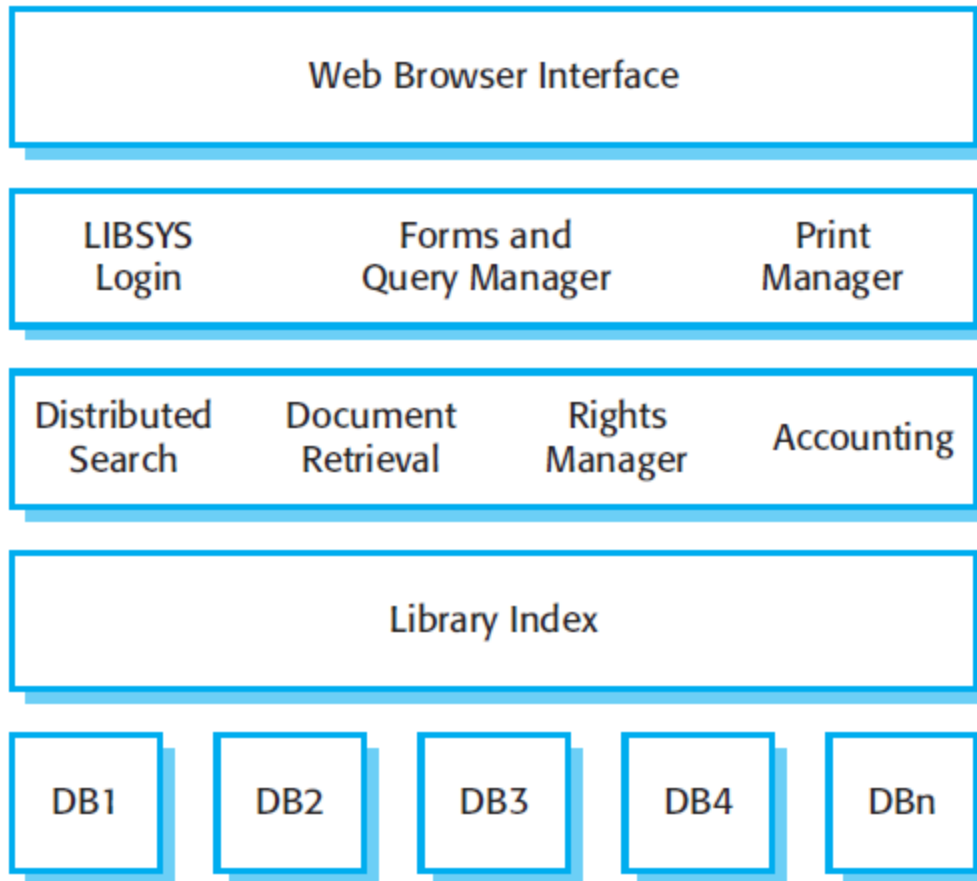 Web Browser Interface
LIBSYS
Login
Forms and
Query Manager
Print
Manager
Distributed
Search
Document
Retrieval
Rights
Manager
Accounting
Library Index
DB1
DB2
DB3
DB4
DBn